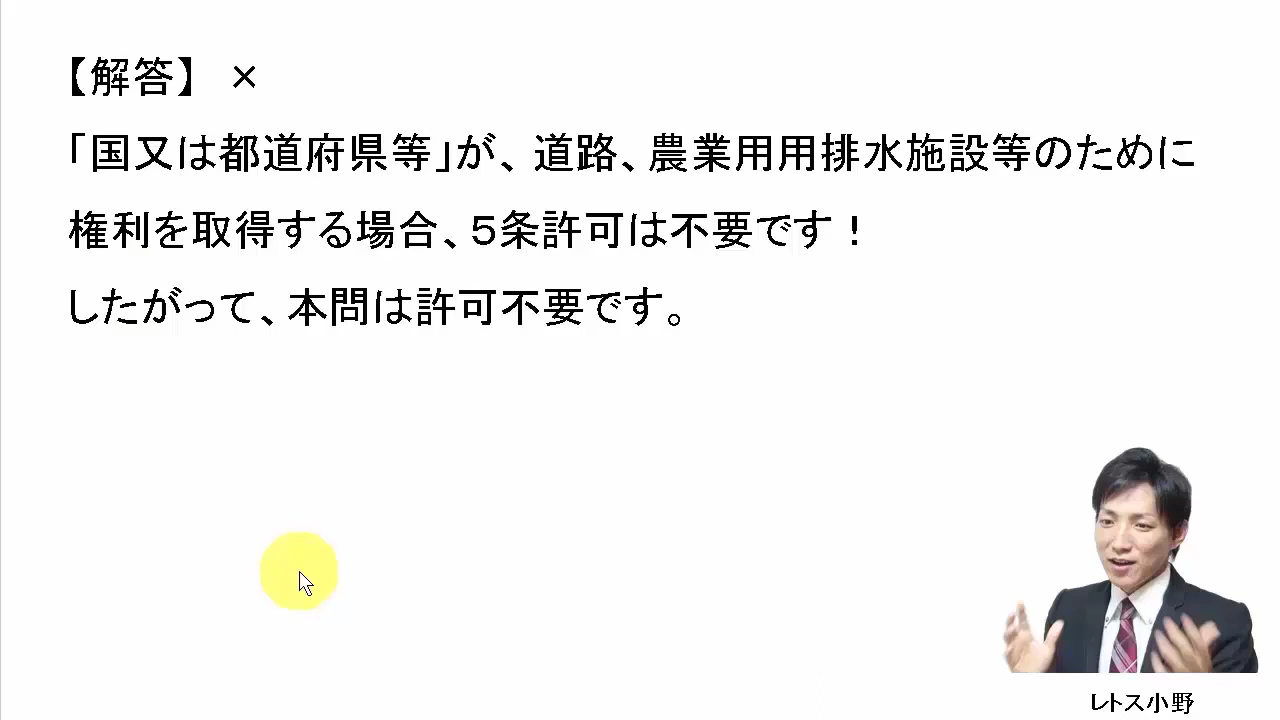 【解答】 ×
「国又は都道府県等」が、道路、農業用用排水施設等のために
権利を取得する場合、５条許可は不要です！
したがって、本問は許可不要です。
レトス小野